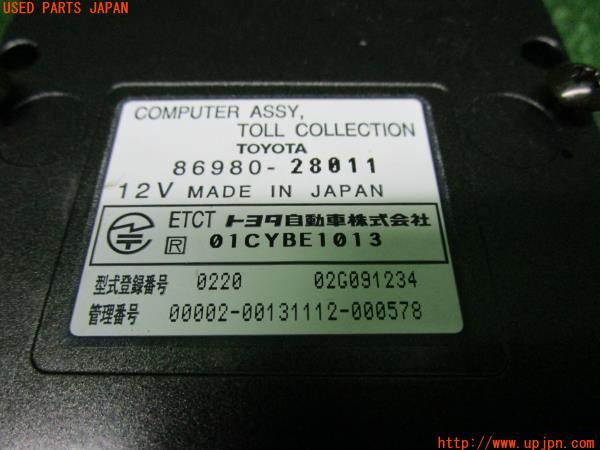 USED PARTS JAPAN
COMPUTER ASSY,
TOLL COLLECTION
TOYOTA
86980-28011
12V MADE IN JAPAN
ETCT トヨタ自動車株式会社
R 01CYBE1013
型式登録番号 0220 02G091234
管理番号 00002-00131112-000578
http://www.upjpn.com